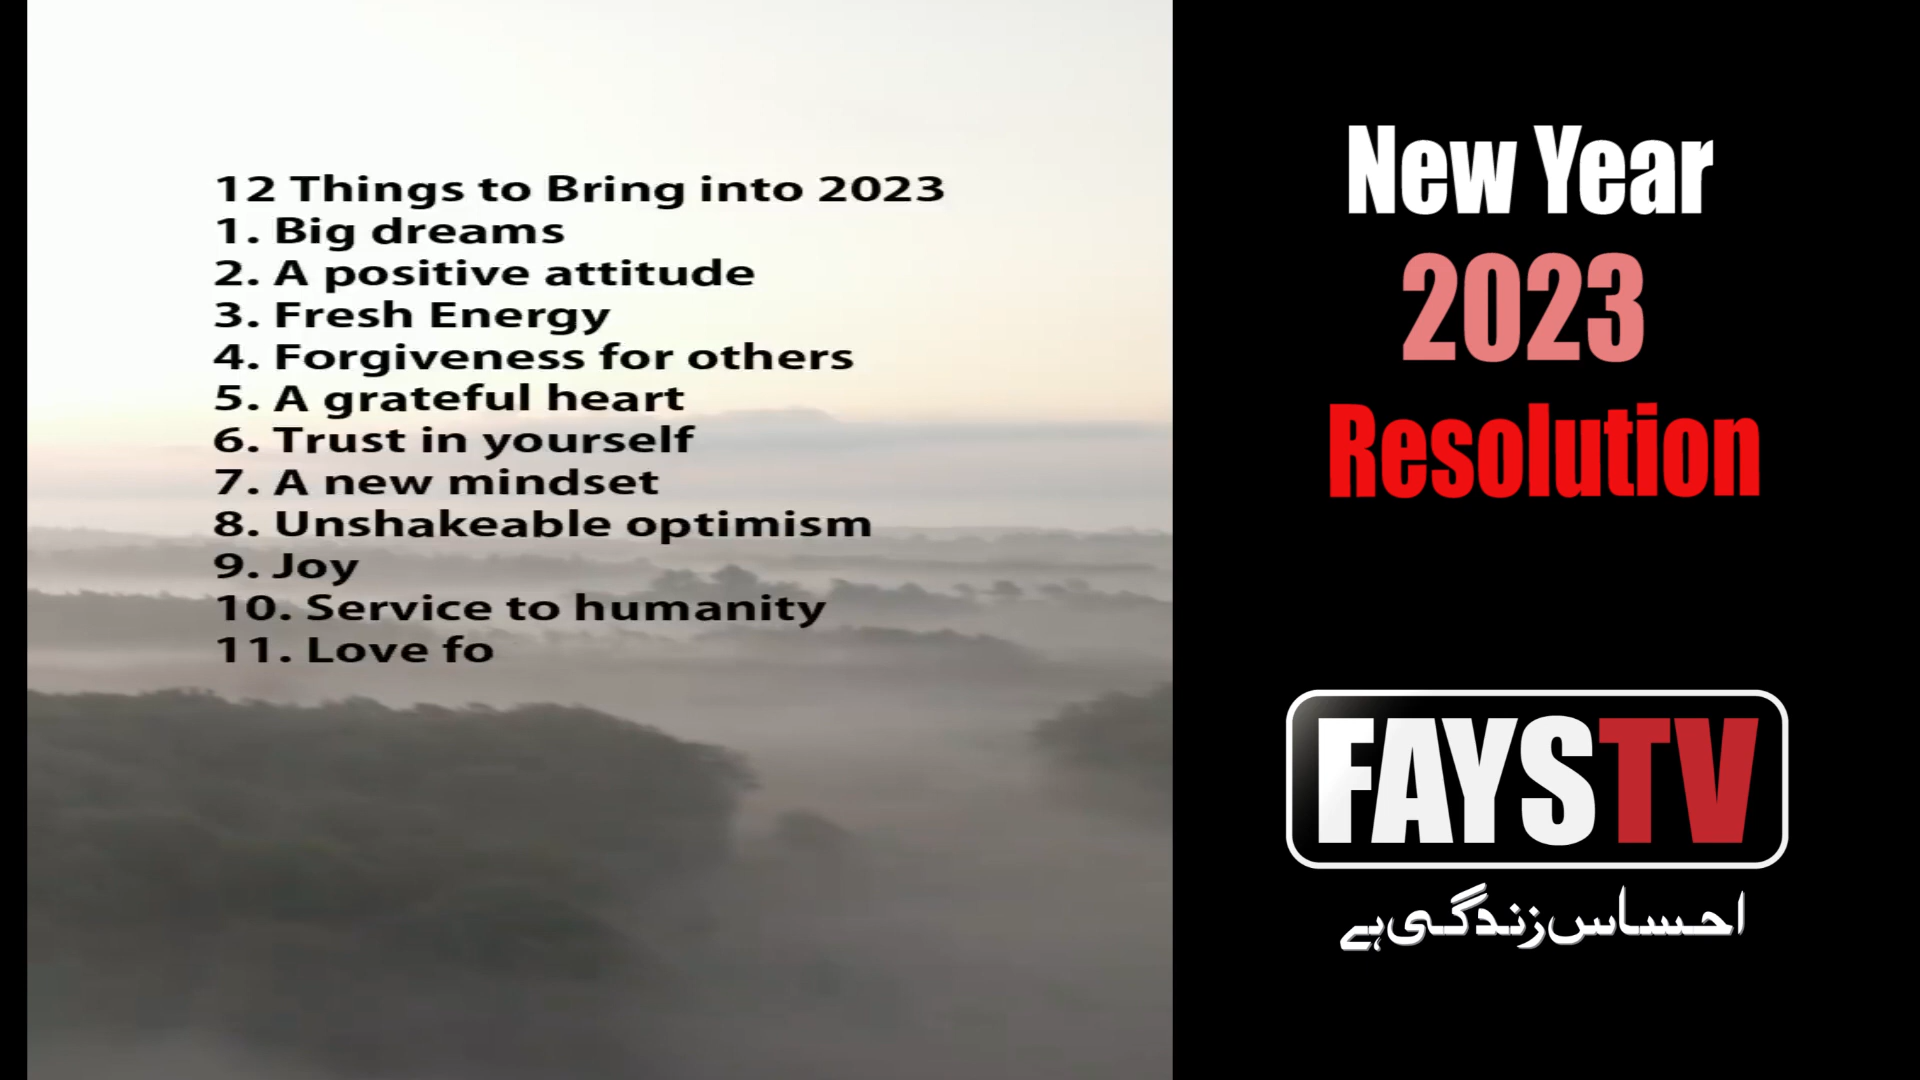 12 Things to Bring into 2023
1. Big dreams
2. A positive attitude
3. Fresh Energy
4. Forgiveness for others
5. A grateful heart
6. Trust in yourself
7. A new mindset
8. Unshakeable optimism
9. Joy
10. Service to humanity
11. Love fo
New Year
2023
Resolution
FAYSTV
احساس زندگی ہے